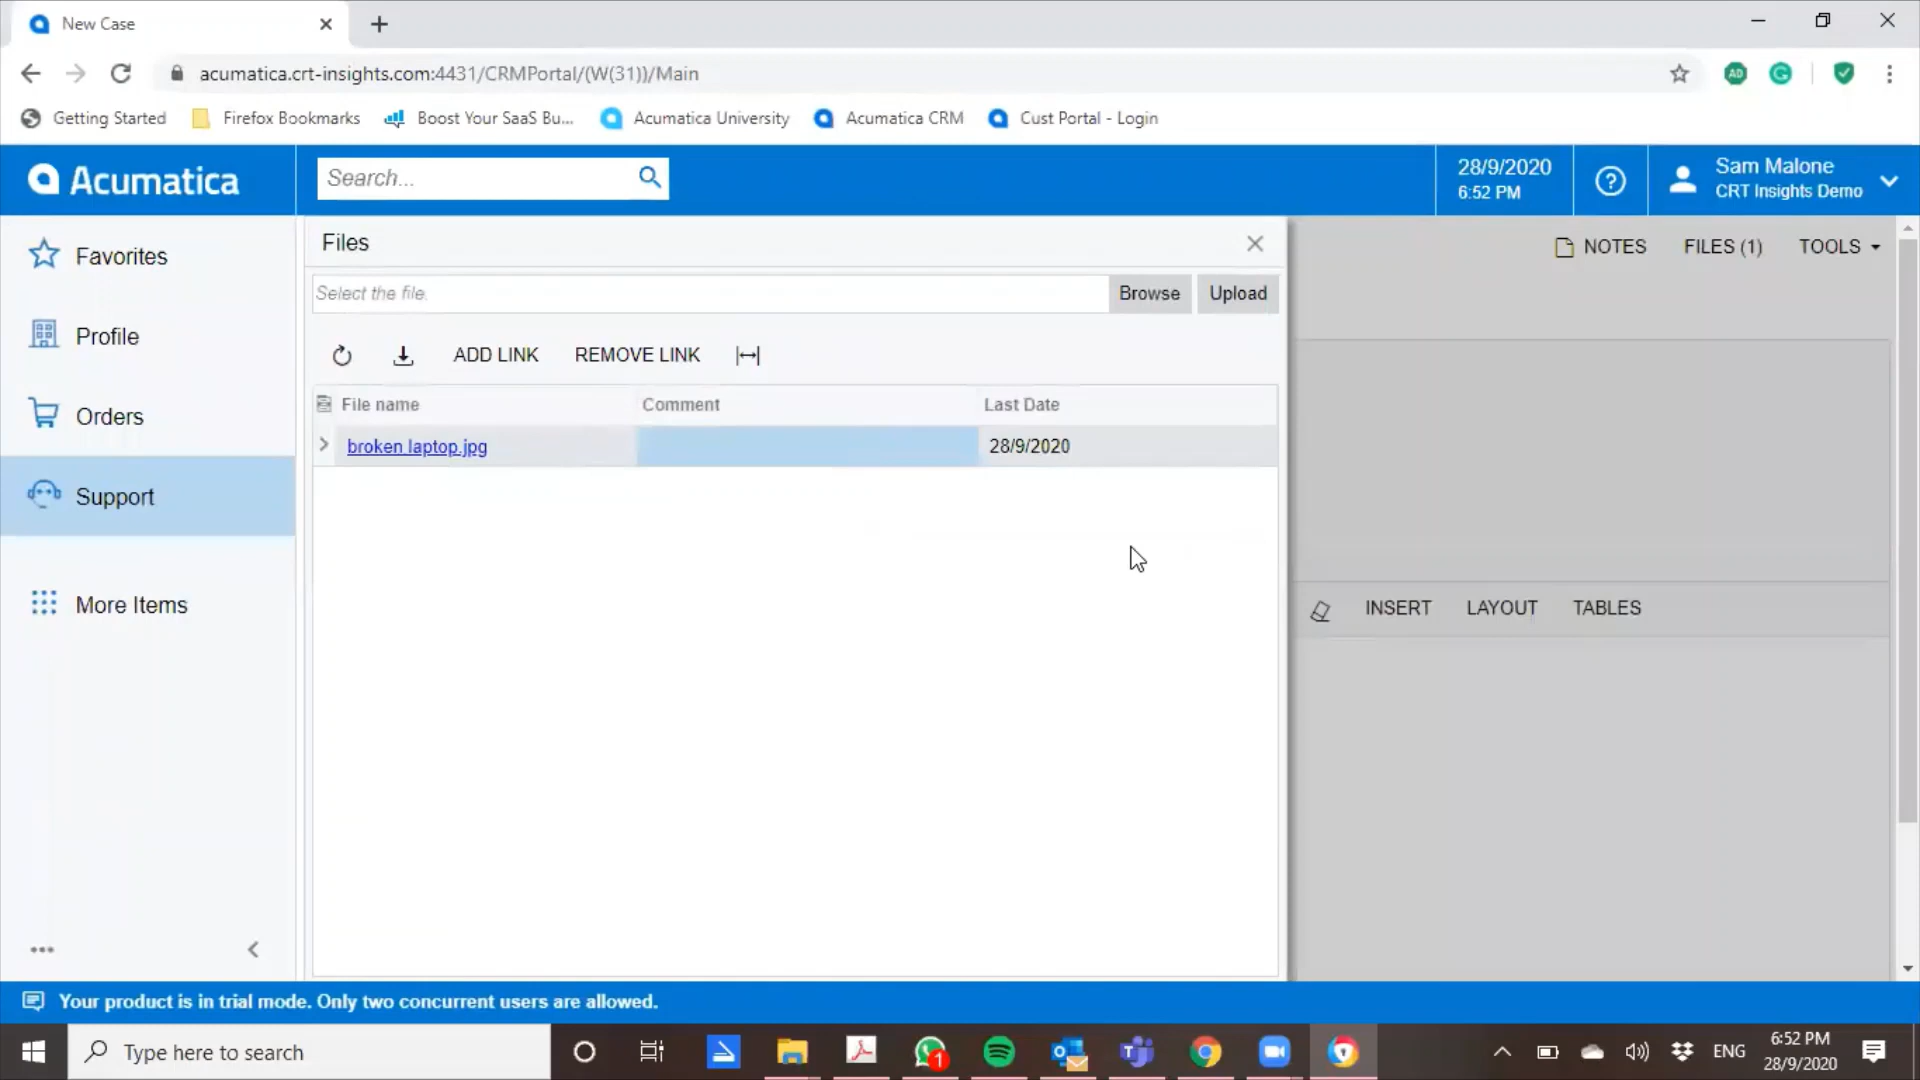 New Case
acumatica.crt-insights.com:4431/CRMPortal/(W(31))/Main
Getting Started
Firefox Bookmarks
Boost Your SaaS Bu...
Acumatica University
Acumatica CRM
Cust Portal - Login
Acumatica
Search...
28/9/2020
6:52 PM
Sam Malone
CRT Insights Demo
Favorites
Profile
Orders
Support
More Items
Files
NOTES
FILES (1)
TOOLS
Select the file.
Browse
Upload
ADD LINK
REMOVE LINK
File name
Comment
Last Date
broken laptop.jpg
28/9/2020
INSERT
LAYOUT
TABLES
Your product is in trial mode. Only two concurrent users are allowed.
Type here to search
1
ENG
6:52 PM
28/9/2020